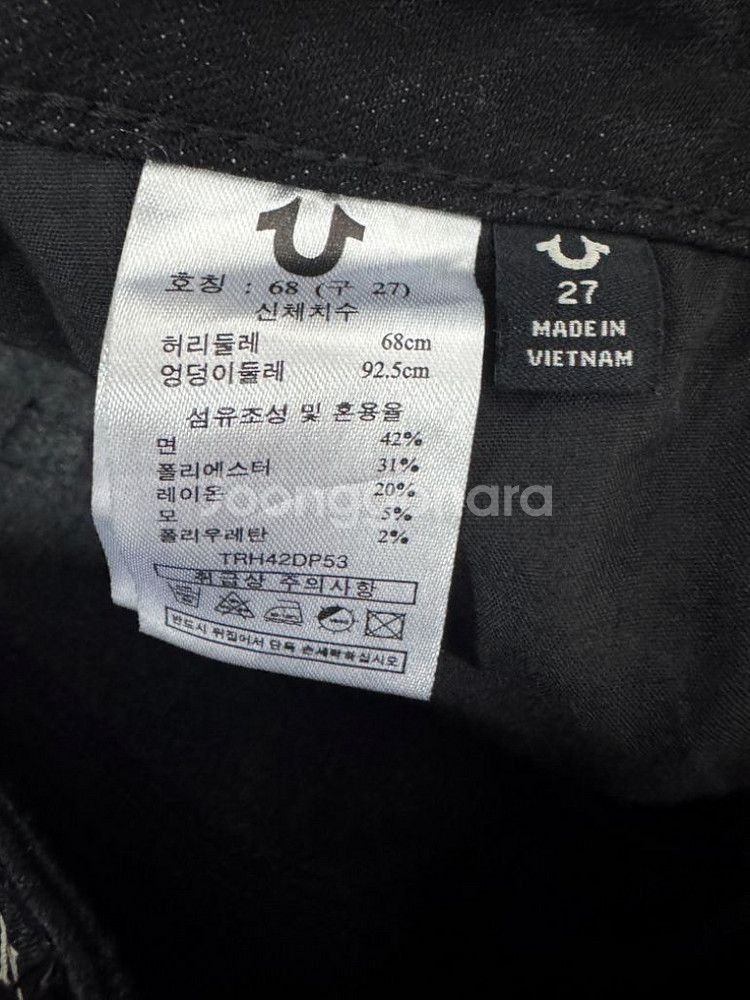 호칭 : 68 (구 27)
신체치수
허리둘레 68cm
엉덩이둘레 92.5cm
섬유조성 및 혼용율
면 42%
폴리에스터 31%
레이온 20%
모 5%
폴리우레탄 2%
TRH42DP53
취급상 주의사항
반드시 뒤집어서 단독 손세탁하십시오
27
MADE IN
VIETNAM
Joonggonara